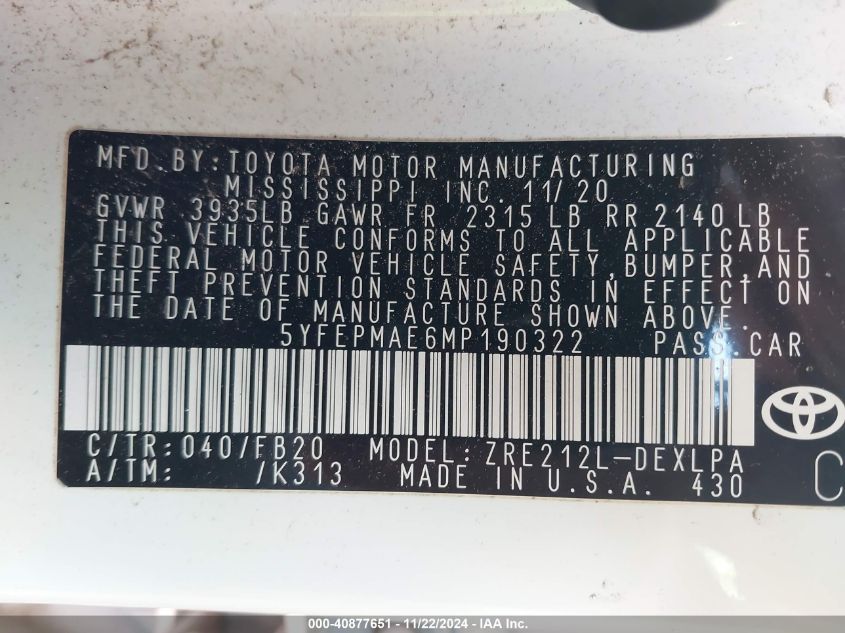 MFD.BY:TOYOTA MOTOR MANUFACTURING
MISSISSIPPI INC. 11/20
GVWR 3935LB GAWR FR 2315 LB RR 2140 LB
THIS VEHICLE CONFORMS TO ALL APPLICABLE
FEDERAL MOTOR VEHICLE SAFETY,BUMPER,AND
THEFT PREVENTION STANDARDS IN EFFECT ON
THE DATE OF MANUFACTURE SHOWN ABOVE.
5YFEPMAE6MP190322 PASS.CAR
C/TR:040/FB20 MODEL:ZRE212L-DEXLPA
A/TM: /K313 MADE IN U.S.A. 430
C
000-40877651 - 11/22/2024 - IAA Inc.